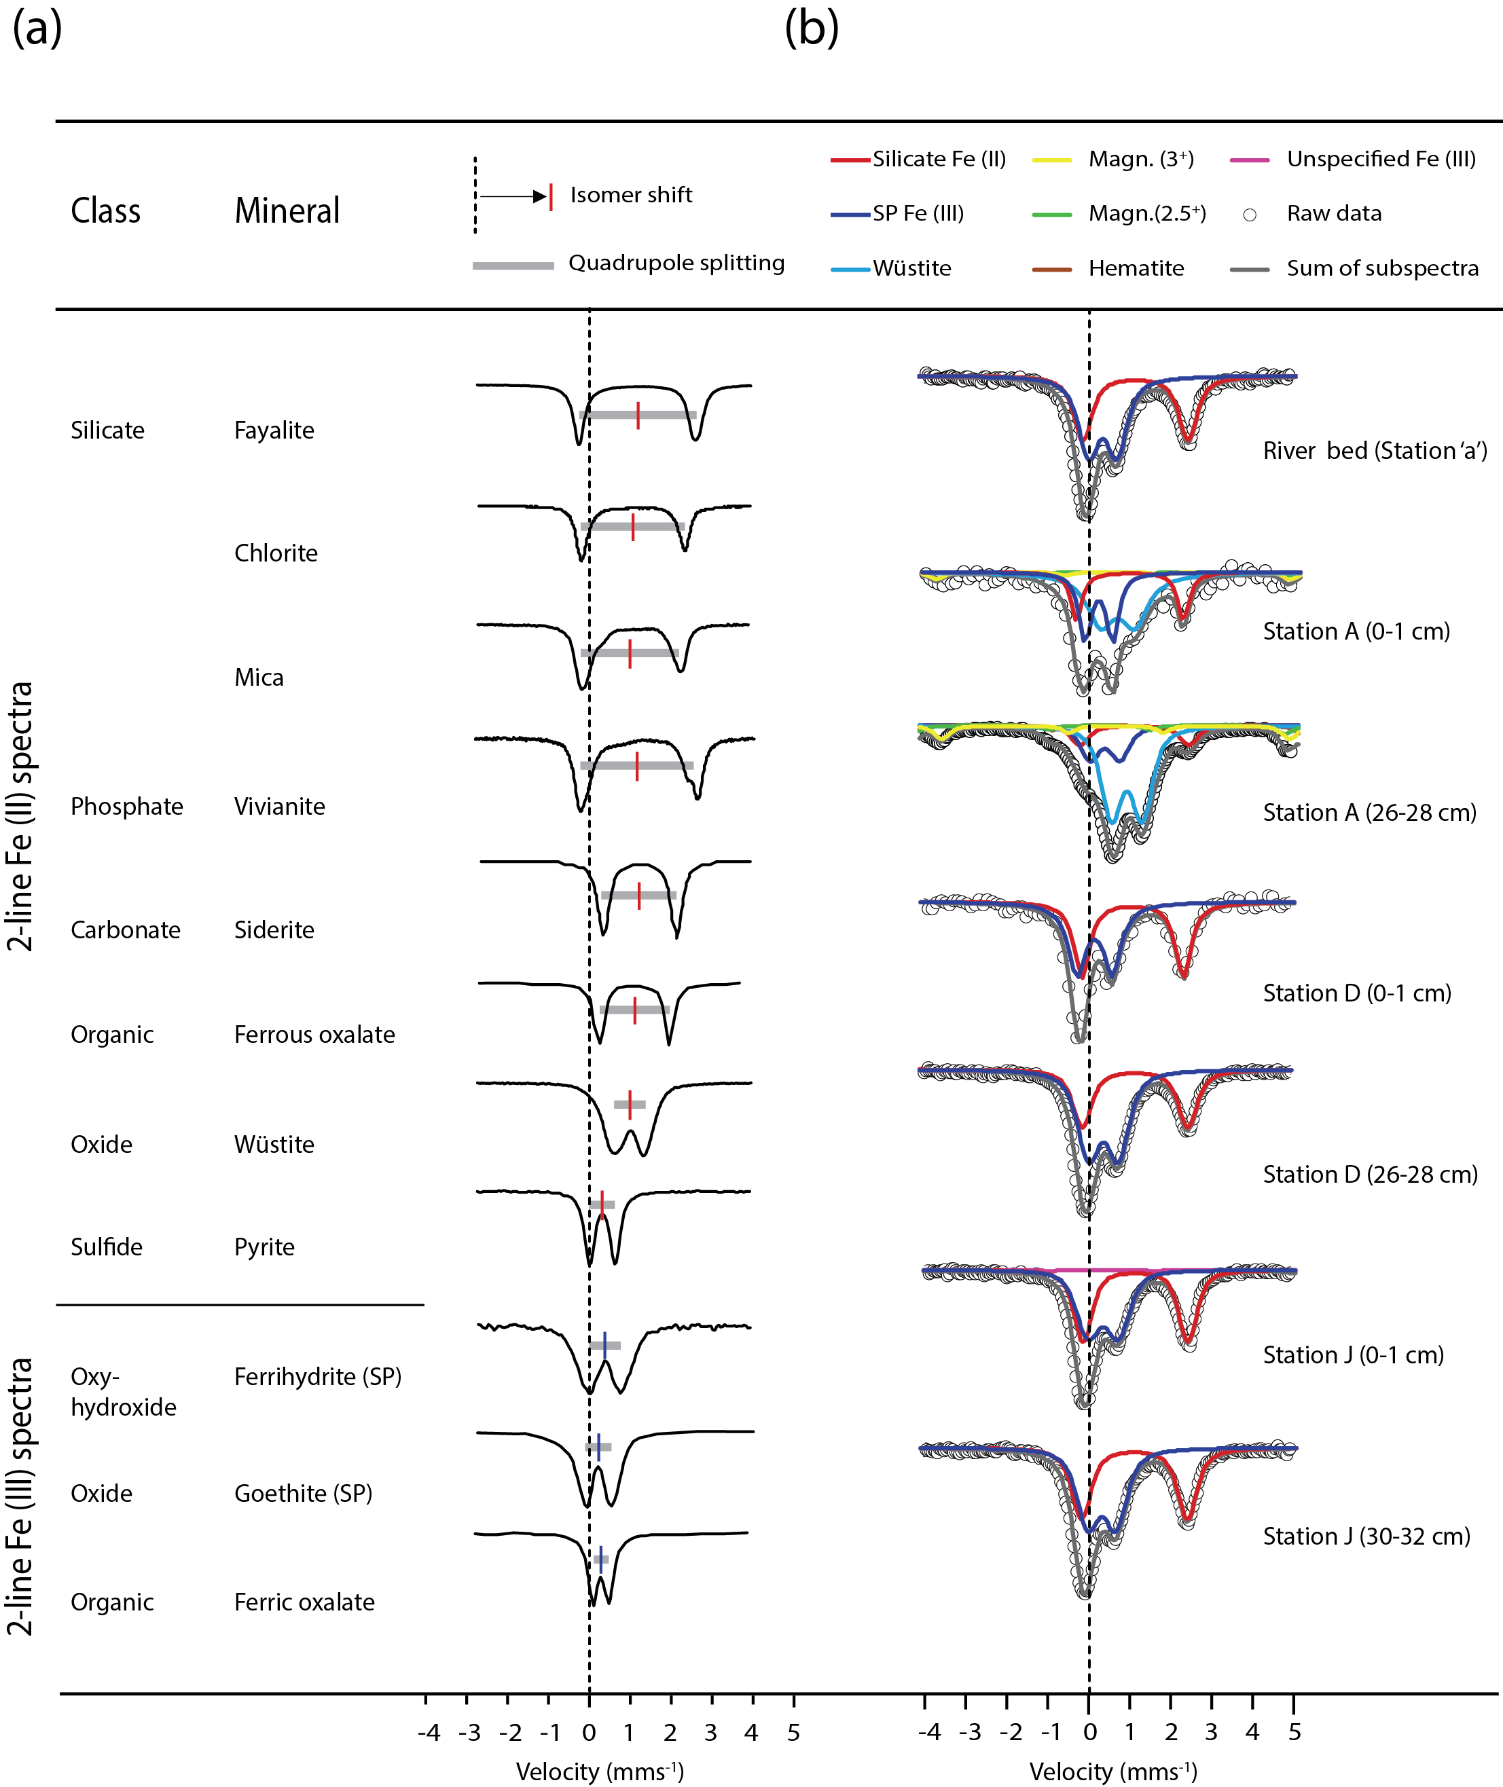 (a)
(b)
Class
Mineral
Isomer shift
Quadrupole splitting
Silicate Fe (II)
Magn. (3⁺)
Unspecified Fe (III)
SP Fe (III)
Magn.(2.5⁺)
Raw data
Wüstite
Hematite
Sum of subspectra
2-line Fe (II) spectra
Silicate
Fayalite
Chlorite
Mica
Phosphate
Vivianite
Carbonate
Siderite
Organic
Ferrous oxalate
Oxide
Wüstite
Sulfide
Pyrite
2-line Fe (III) spectra
Oxy-
hydroxide
Ferrihydrite (SP)
Oxide
Goethite (SP)
Organic
Ferric oxalate
-4 -3 -2 -1 0 1 2 3 4 5
Velocity (mms⁻¹)
River bed (Station 'a')
Station A (0-1 cm)
Station A (26-28 cm)
Station D (0-1 cm)
Station D (26-28 cm)
Station J (0-1 cm)
Station J (30-32 cm)
-4 -3 -2 -1 0 1 2 3 4 5
Velocity (mms⁻¹)